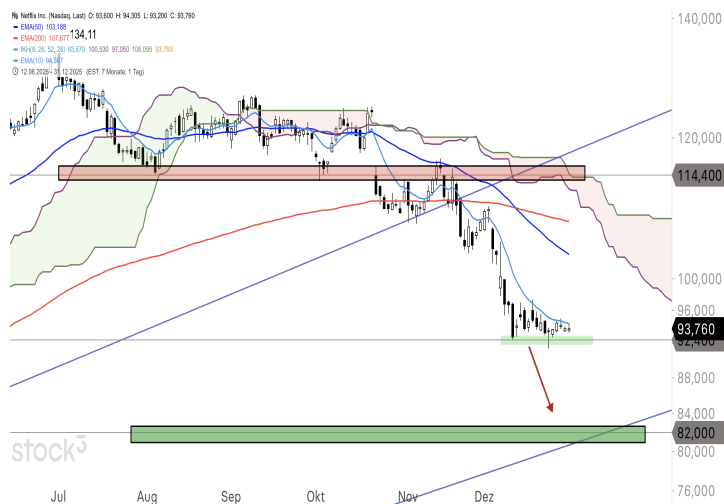 Netflix Inc. (Nasdaq, Last) O: 93,600 H: 94,305 L: 93,200 C: 93,760
EMA(50) 103,188
EMA(200) 107,677
134,11
IKH(9, 26, 52, 26) 93,570 100,530 97,050 108,095 93,760
EMA(10) 94,367
12.06.2025 - 31.12.2025 (EST, 7 Monate, 1 Tag)
140,000
120,000
114,400
100,000
96,000
93,760
92,400
88,000
84,000
82,000
80,000
76,000
stock3
Jul Aug Sep Okt Nov Dez